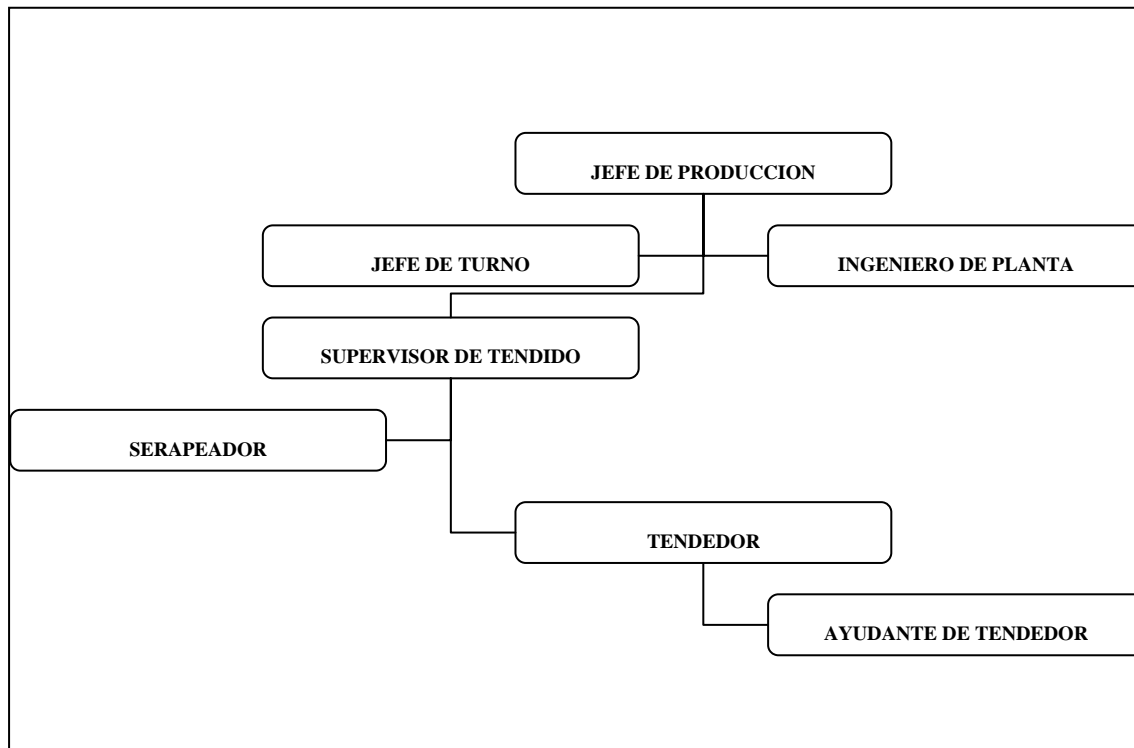 JEFE DE PRODUCCION
JEFE DE TURNO
INGENIERO DE PLANTA
SUPERVISOR DE TENDIDO
SERAPEADOR
TENDEDOR
AYUDANTE DE TENDEDOR